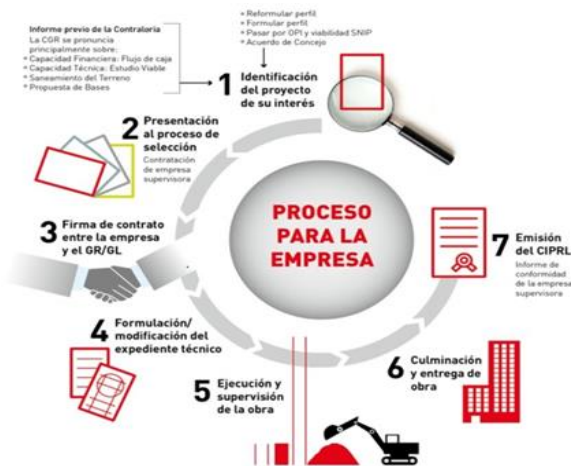 Informe previo de la Contraloria
La CGR se pronuncia
principalmente sobre:
* Capacidad Financiera: Flujo de caja
* Capacidad Técnica: Estudio Viable
* Saneamiento del Terreno
* Propuesta de Bases
* Reformular perfil
* Formular perfil
* Pasar por OPI y viabilidad SNIP
* Acuerdo de Concejo
1 Identificación
del proyecto
de su interés
2 Presentación
al proceso de
selección
Contratación
de empresa
supervisora
3 Firma de contrato
entre la empresa
y el GR/GL
4 Formulación/
modificación del
expediente técnico
5 Ejecución y
supervisión
de la obra
6 Culminación
y entrega de
obra
7 Emisión
del CIPRL
Informe de
conformidad
de la empresa
supervisora
PROCESO
PARA LA
EMPRESA